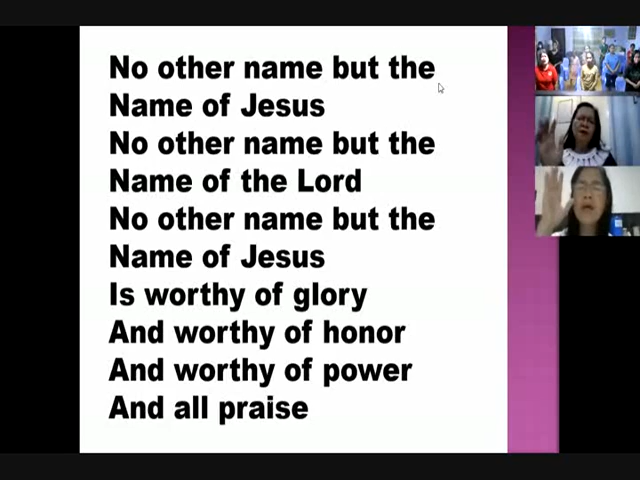 No other name but the
Name of Jesus
No other name but the
Name of the Lord
No other name but the
Name of Jesus
Is worthy of glory
And worthy of honor
And worthy of power
And all praise